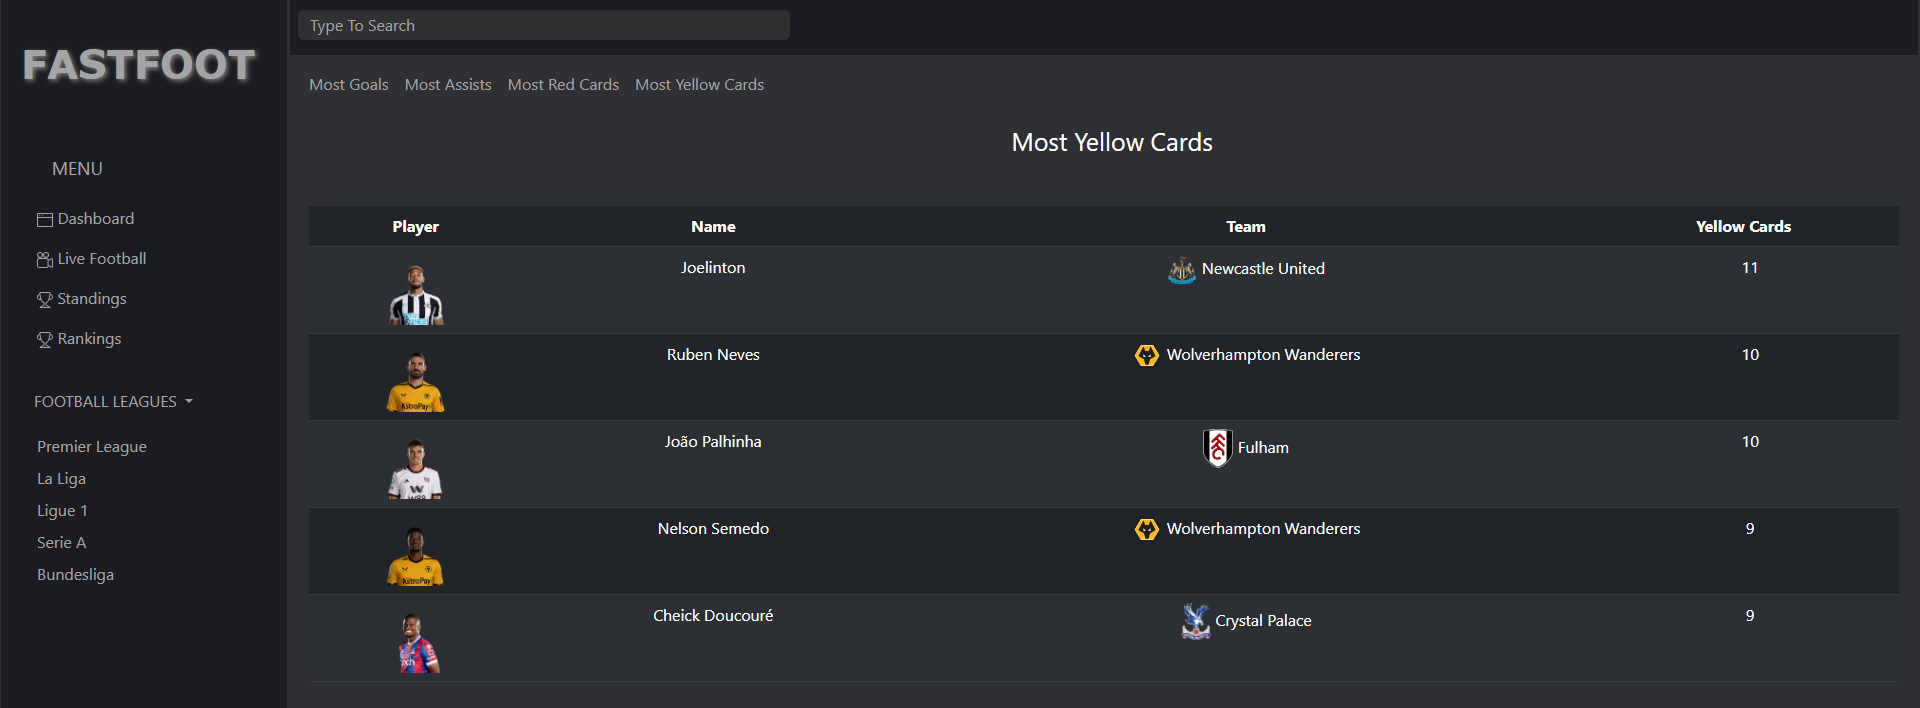 FASTFOOT
MENU
Dashboard
Live Football
Standings
Rankings
FOOTBALL LEAGUES
Premier League
La Liga
Ligue 1
Serie A
Bundesliga
Type To Search
Most Goals Most Assists Most Red Cards Most Yellow Cards
Most Yellow Cards
Player Name Team Yellow Cards
Joelinton Newcastle United 11
Ruben Neves Wolverhampton Wanderers 10
AstroPay
João Palhinha Fulham 10
Nelson Semedo Wolverhampton Wanderers 9
AstroPay
Cheick Doucouré Crystal Palace 9